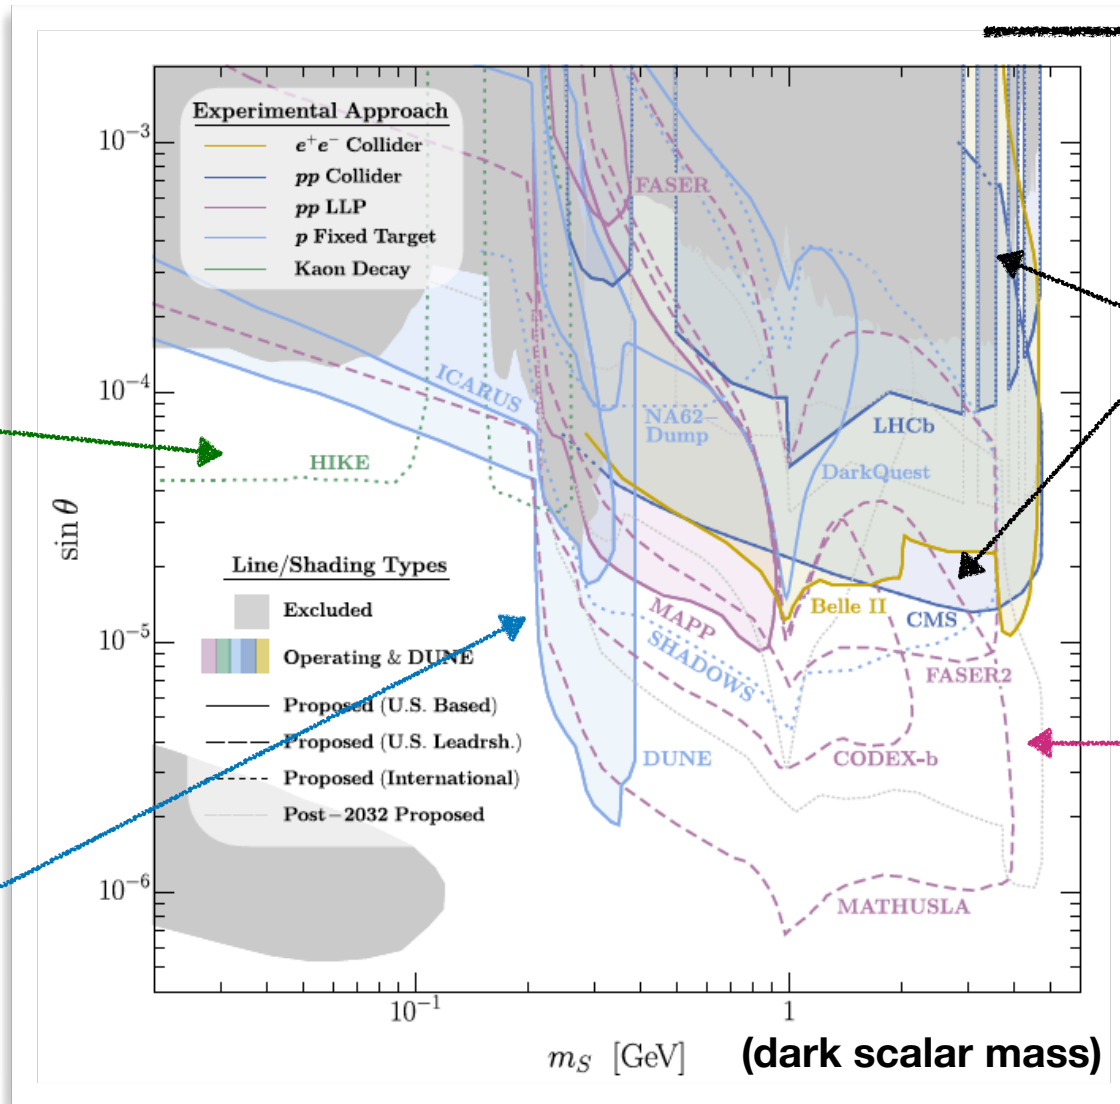 10⁻³
10⁻⁴
10⁻⁵
10⁻⁶
sin θ
Experimental Approach
e⁺e⁻ Collider
pp Collider
pp LLP
p Fixed Target
Kaon Decay
FASER
ICARUS
NA62–
Dump
LHCb
DarkQuest
HIKE
Line/Shading Types
Excluded
Operating & DUNE
Proposed (U.S. Based)
Proposed (U.S. Leadrsh.)
Proposed (International)
Post–2032 Proposed
MAPP
Belle II
CMS
SHADOWS
FASER2
DUNE
CODEX-b
MATHUSLA
10⁻¹
1
m_S [GeV]
(dark scalar mass)